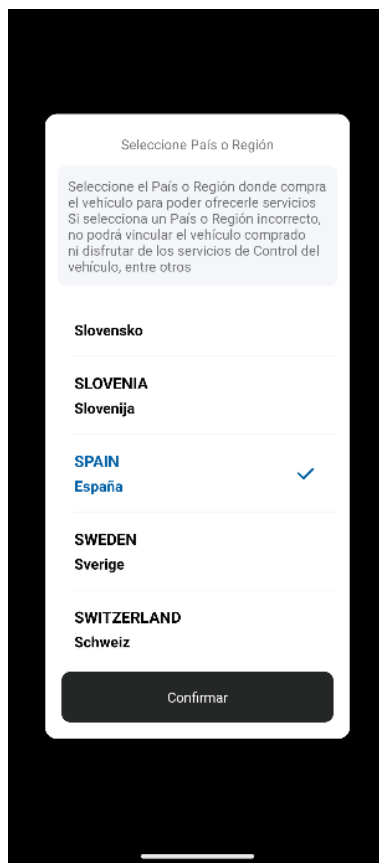 Seleccione País o Región
Seleccione el País o Región donde compra
el vehículo para poder ofrecerle servicios
Si selecciona un País o Región incorrecto,
no podrá vincular el vehículo comprado
ni disfrutar de los servicios de Control del
vehículo, entre otros
Slovensko
SLOVENIA
Slovenija
SPAIN
España
SWEDEN
Sverige
SWITZERLAND
Schweiz
Confirmar